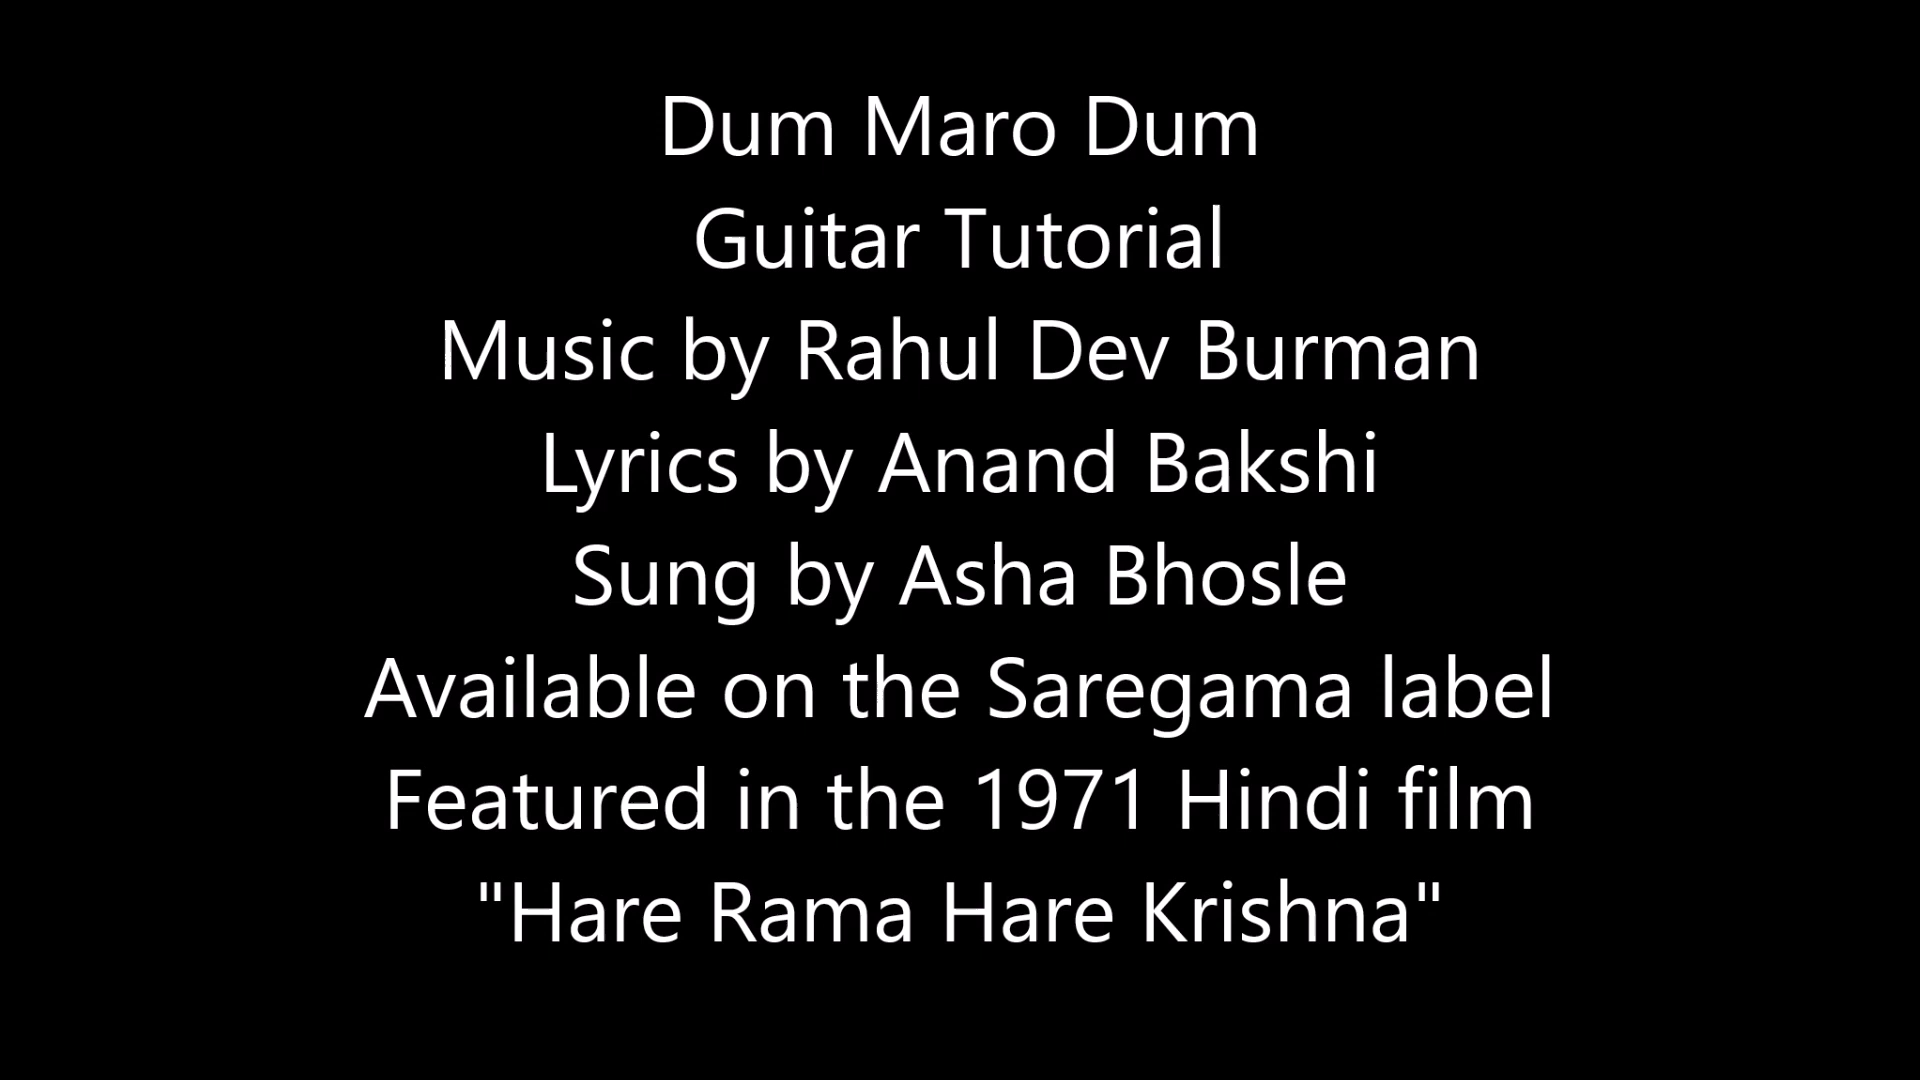 Dum Maro Dum
Guitar Tutorial
Music by Rahul Dev Burman
Lyrics by Anand Bakshi
Sung by Asha Bhosle
Available on the Saregama label
Featured in the 1971 Hindi film
"Hare Rama Hare Krishna"